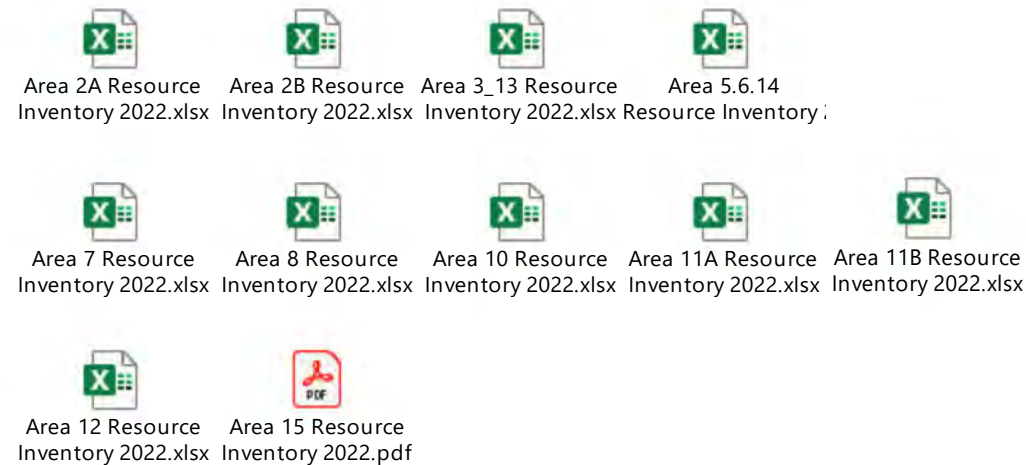 Area 2A Resource
Inventory 2022.xlsx
Area 2B Resource
Inventory 2022.xlsx
Area 3_13 Resource
Inventory 2022.xlsx
Area 5.6.14
Resource Inventory
Area 7 Resource
Inventory 2022.xlsx
Area 8 Resource
Inventory 2022.xlsx
Area 10 Resource
Inventory 2022.xlsx
Area 11A Resource
Inventory 2022.xlsx
Area 11B Resource
Inventory 2022.xlsx
Area 12 Resource
Inventory 2022.xlsx
PDF
Area 15 Resource
Inventory 2022.pdf